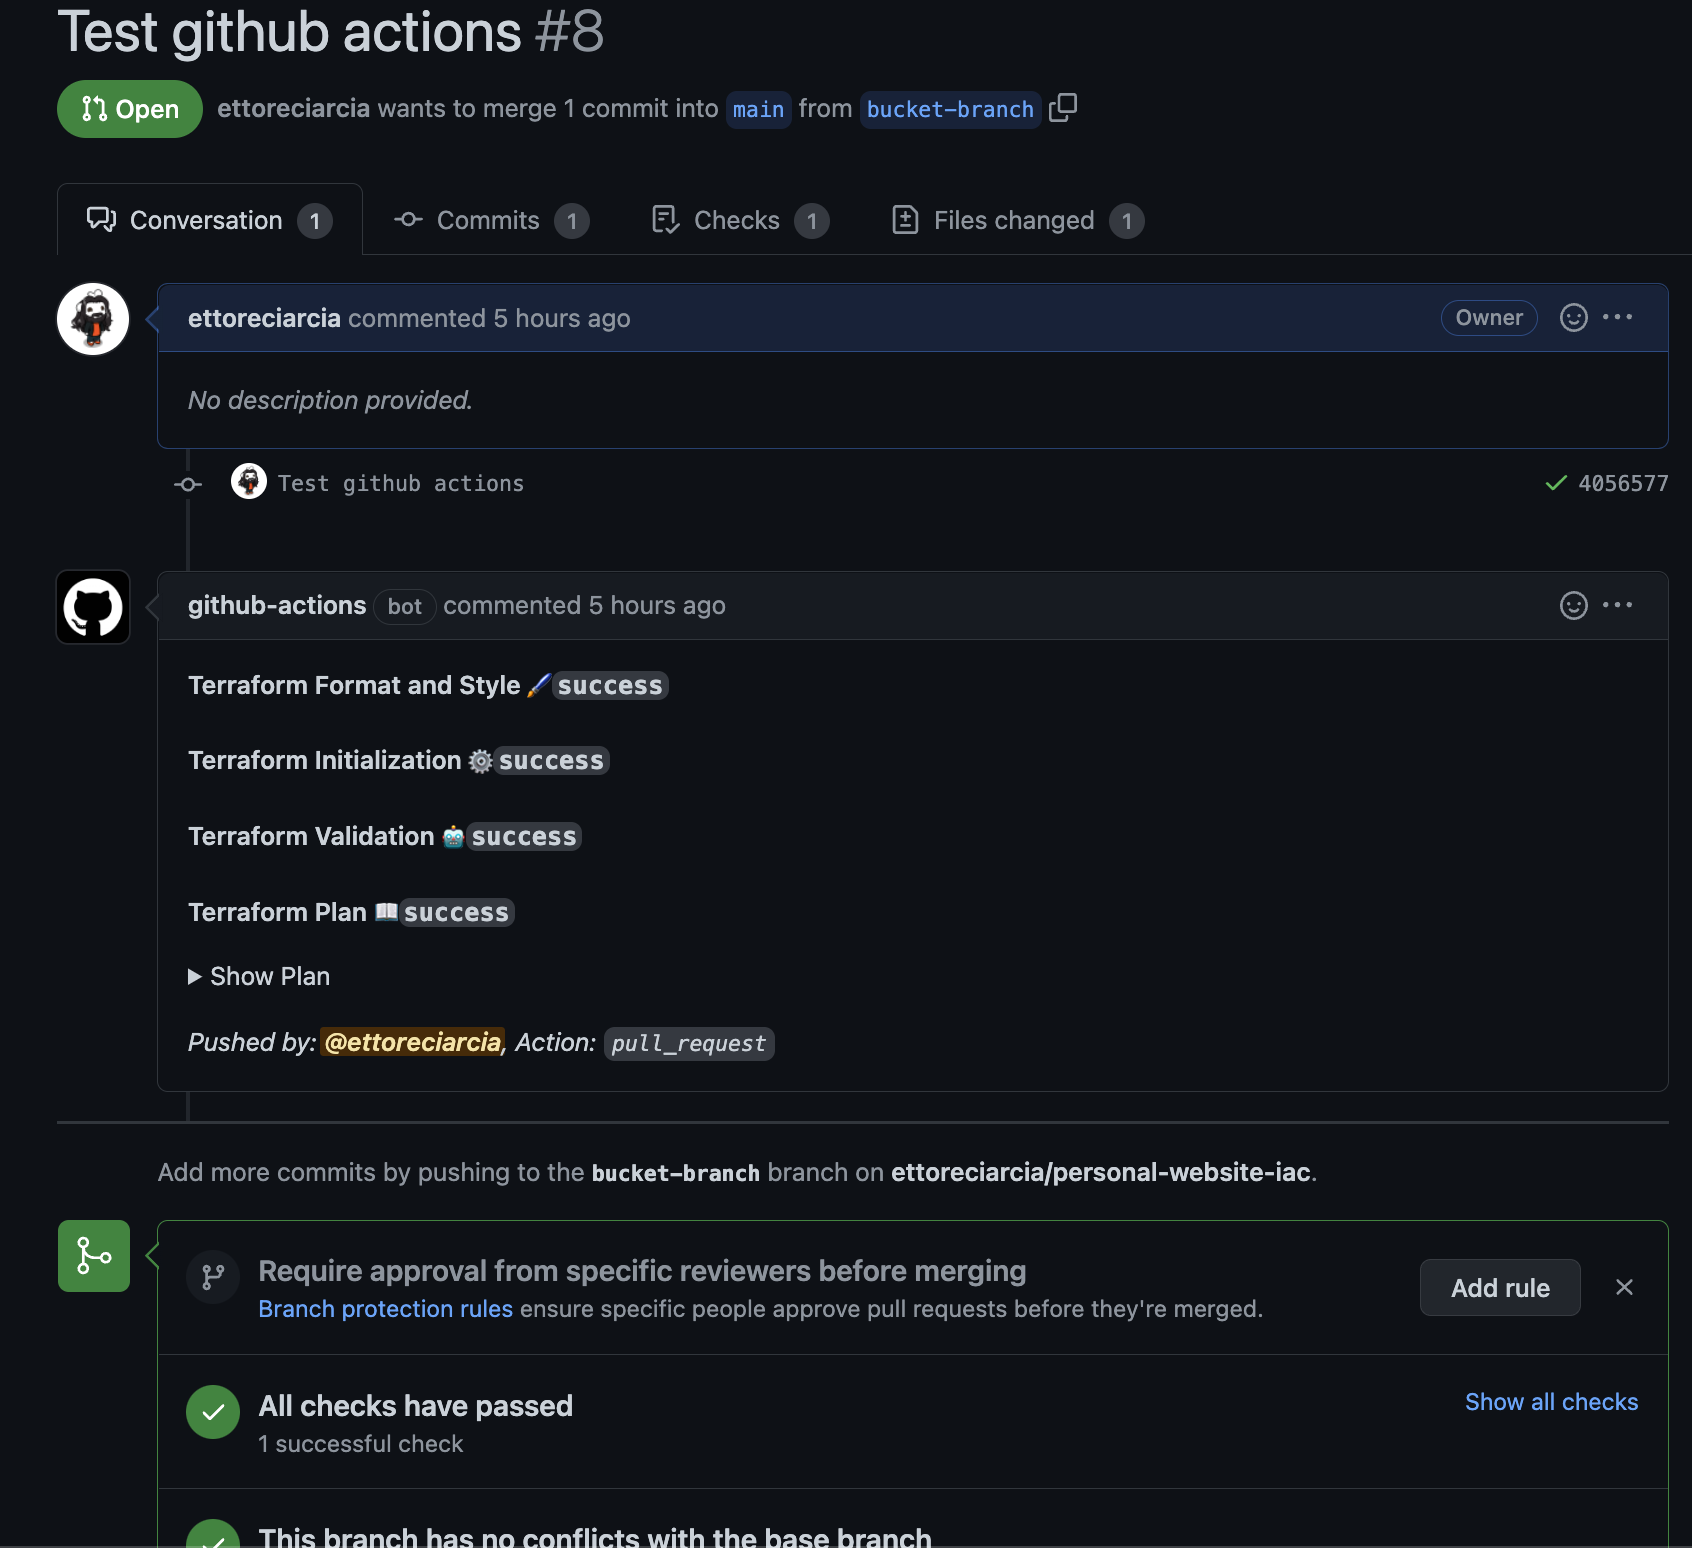 Test github actions #8
Open ettoreciarcia wants to merge 1 commit into main from bucket-branch
Conversation 1 Commits 1 Checks 1 Files changed 1
ettoreciarcia commented 5 hours ago Owner
No description provided.
Test github actions 4056577
github-actions bot commented 5 hours ago
Terraform Format and Style 🖌success
Terraform Initialization ⚙️success
Terraform Validation 🤖success
Terraform Plan 📖success
Show Plan
Pushed by: @ettoreciarcia, Action: pull_request
Add more commits by pushing to the bucket-branch branch on ettoreciarcia/personal-website-iac.
Require approval from specific reviewers before merging
Branch protection rules ensure specific people approve pull requests before they're merged.
Add rule
All checks have passed
1 successful check
Show all checks
This branch has no conflicts with the base branch